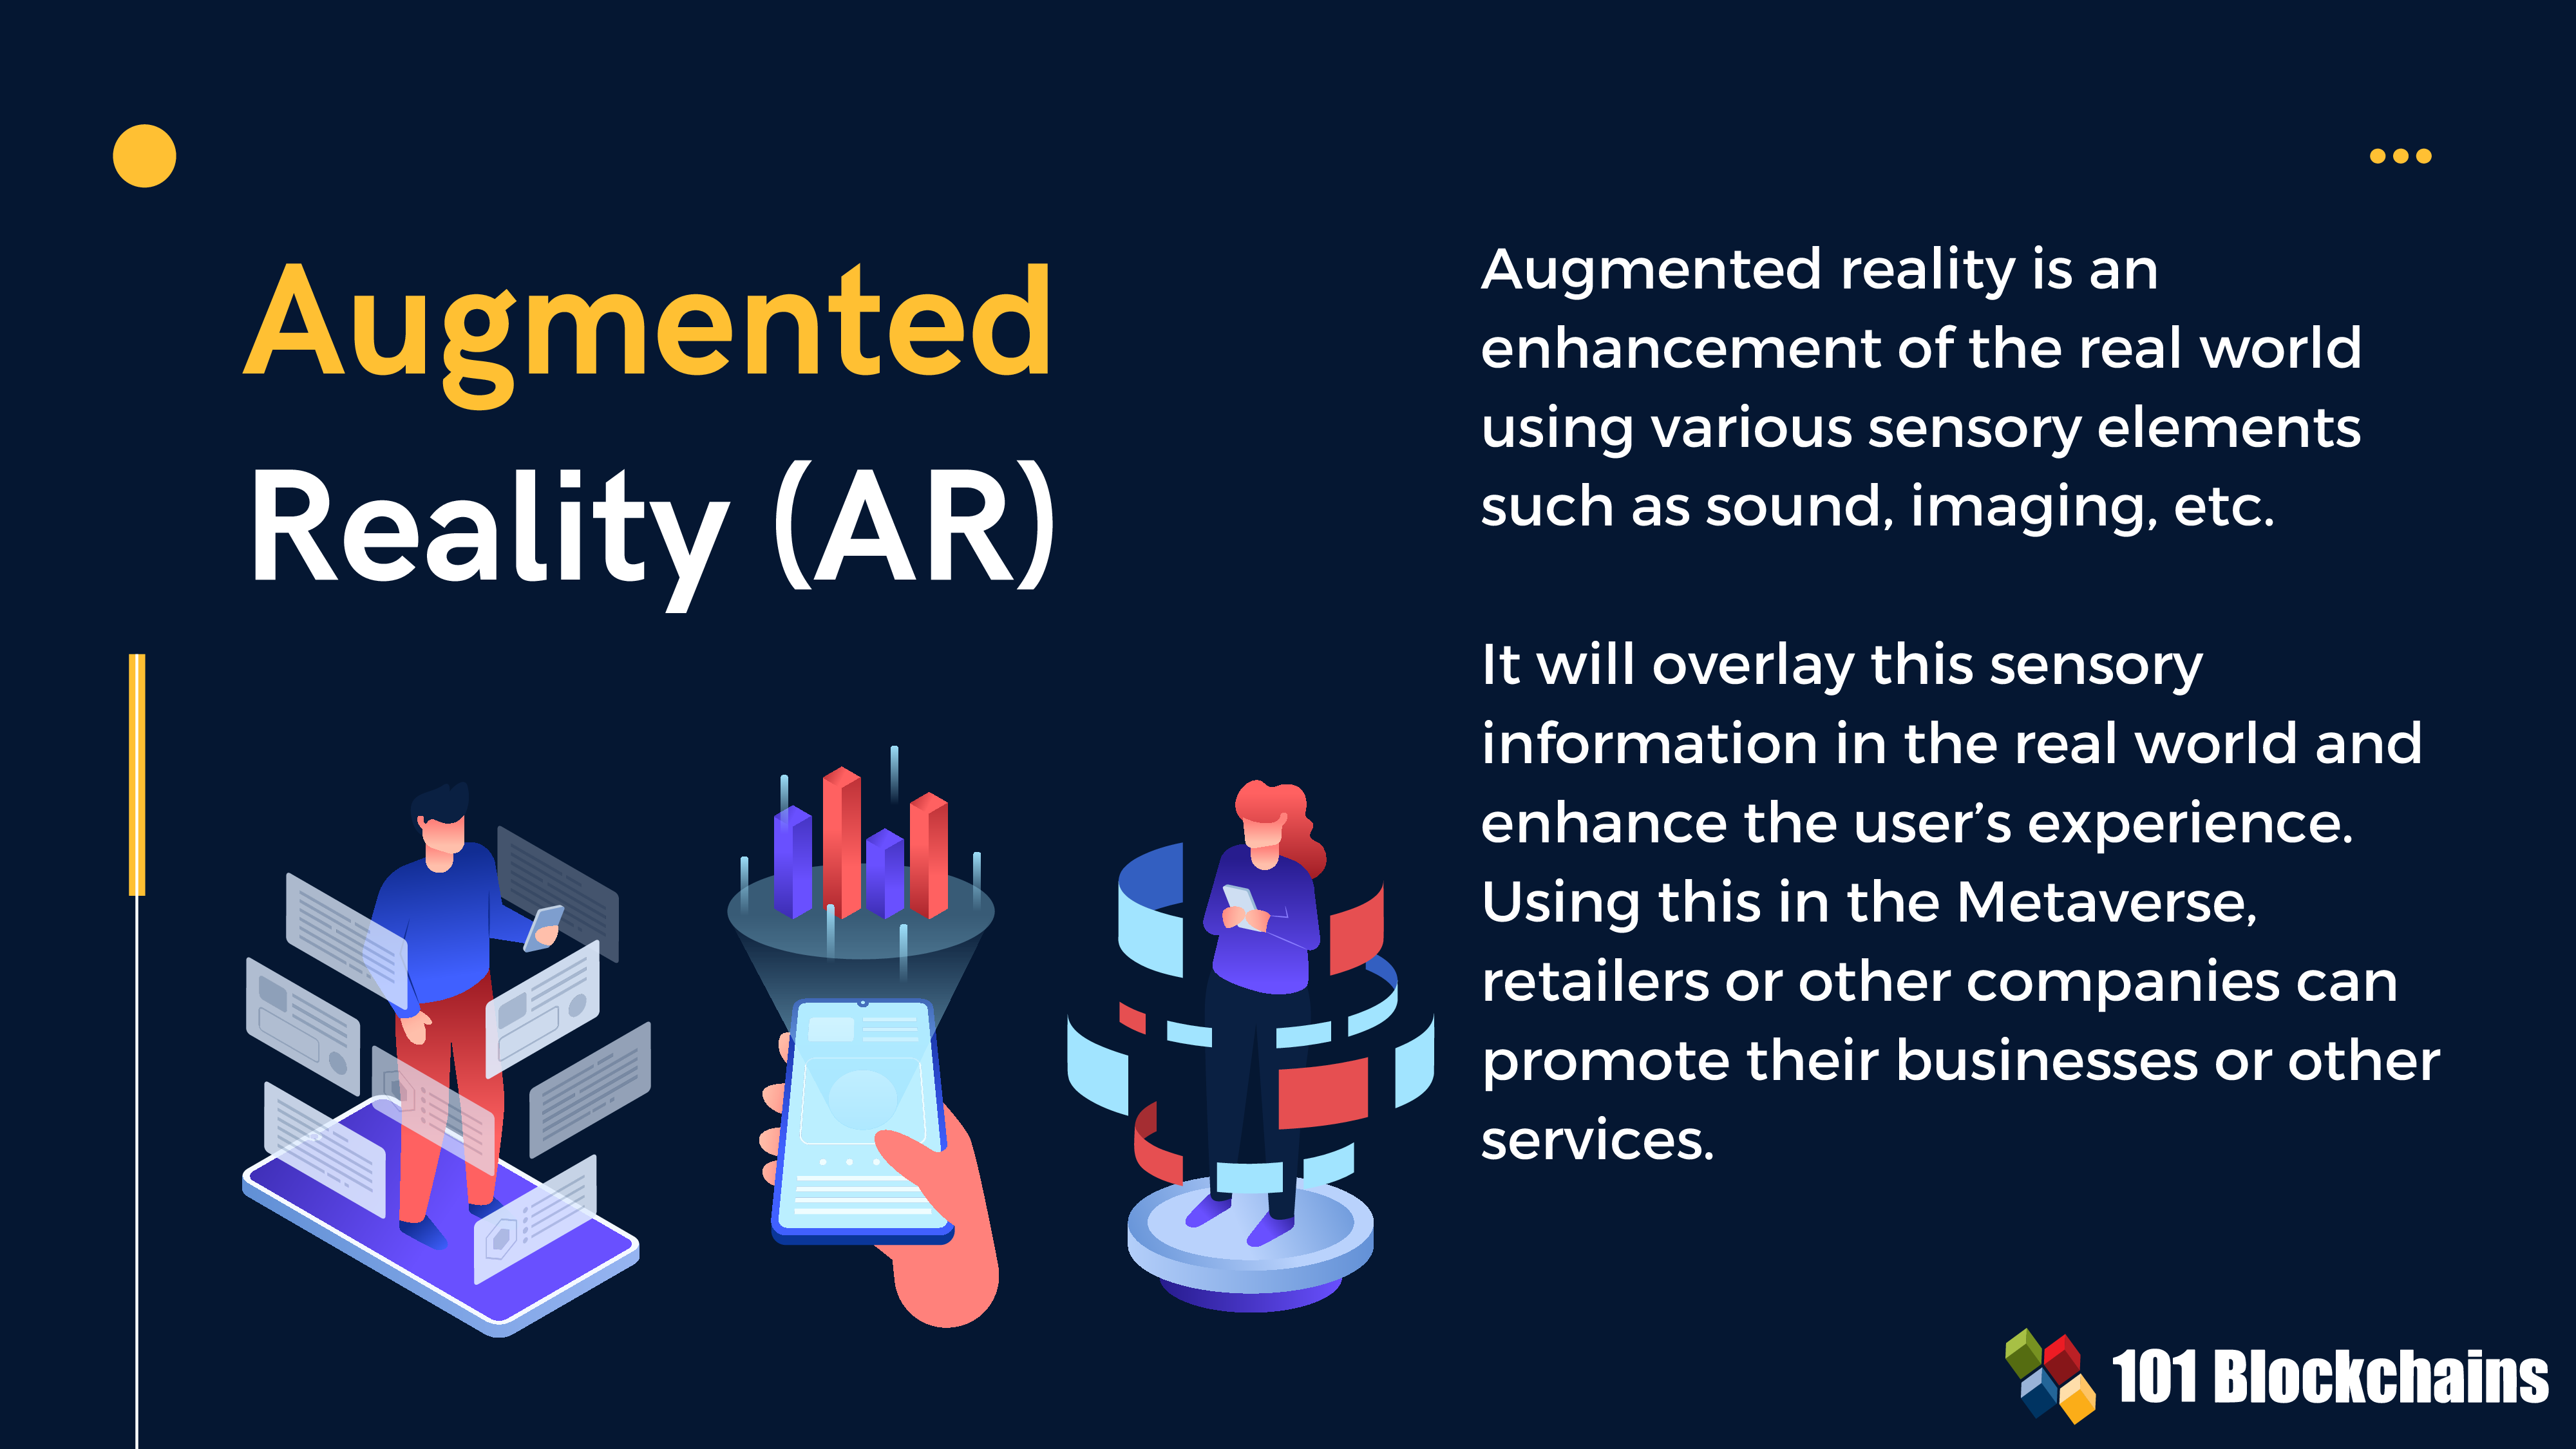 Augmented
Reality (AR)
Augmented reality is an
enhancement of the real world
using various sensory elements
such as sound, imaging, etc.
It will overlay this sensory
information in the real world and
enhance the user’s experience.
Using this in the Metaverse,
retailers or other companies can
promote their businesses or other
services.
101 Blockchains